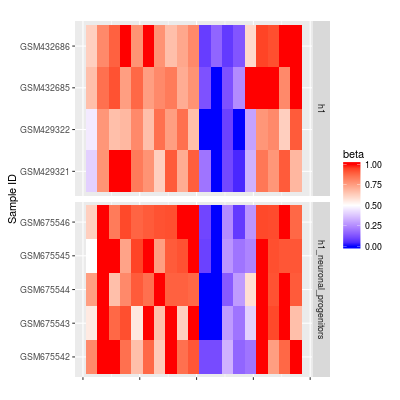 GSM432686
GSM432685
GSM429322
GSM429321
h1
GSM675546
GSM675545
GSM675544
GSM675543
GSM675542
h1_neuronal_progenitors
Sample ID
beta
1.00
0.75
0.50
0.25
0.00